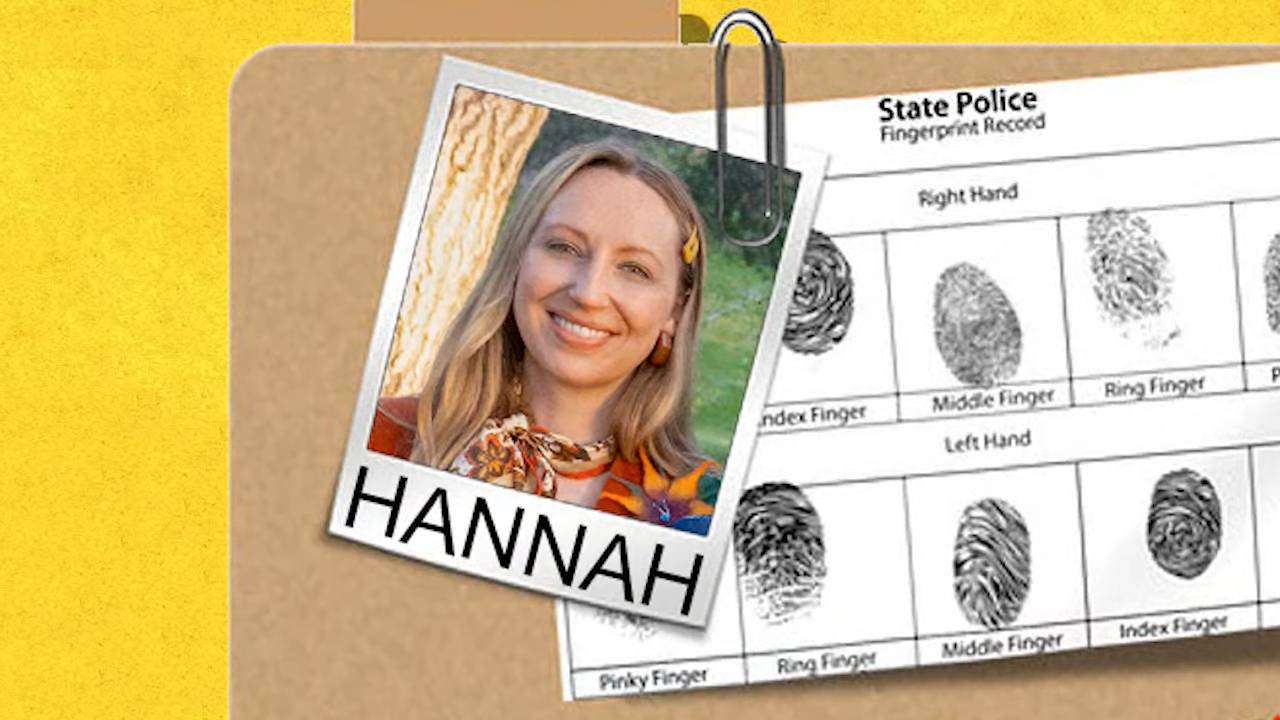 State Police
Fingerprint Record
Right Hand
Index Finger
Middle Finger
Ring Finger
Left Hand
HANNAH
Pinky Finger
Ring Finger
Middle Finger
Index Finger